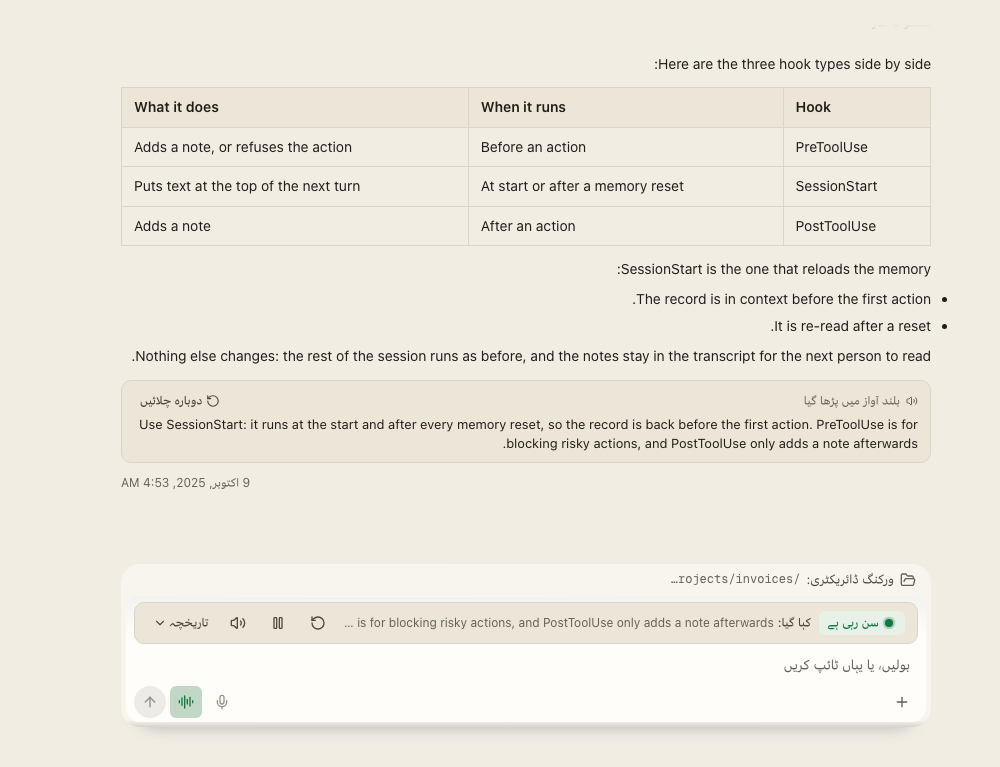 Here are the three hook types side by side:
Hook When it runs What it does
PreToolUse Before an action Adds a note, or refuses the action
SessionStart At start or after a memory reset Puts text at the top of the next turn
PostToolUse After an action Adds a note
SessionStart is the one that reloads the memory:
• The record is in context before the first action.
• It is re-read after a reset.
Nothing else changes: the rest of the session runs as before, and the notes stay in the transcript for the next person to read.
بلند آواز میں پڑھا گیا دوبارہ چلائیں
Use SessionStart: it runs at the start and after every memory reset, so the record is back before the first action. PreToolUse is for
blocking risky actions, and PostToolUse only adds a note afterwards.
9 اکتوبر, 2025, 4:53 AM
ورکنگ ڈائریکٹری: …rojects/invoices/
سن رہی ہے کہا گیا: … is for blocking risky actions, and PostToolUse only adds a note afterwards تاریخچہ
بولیں، یا یہاں ٹائپ کریں